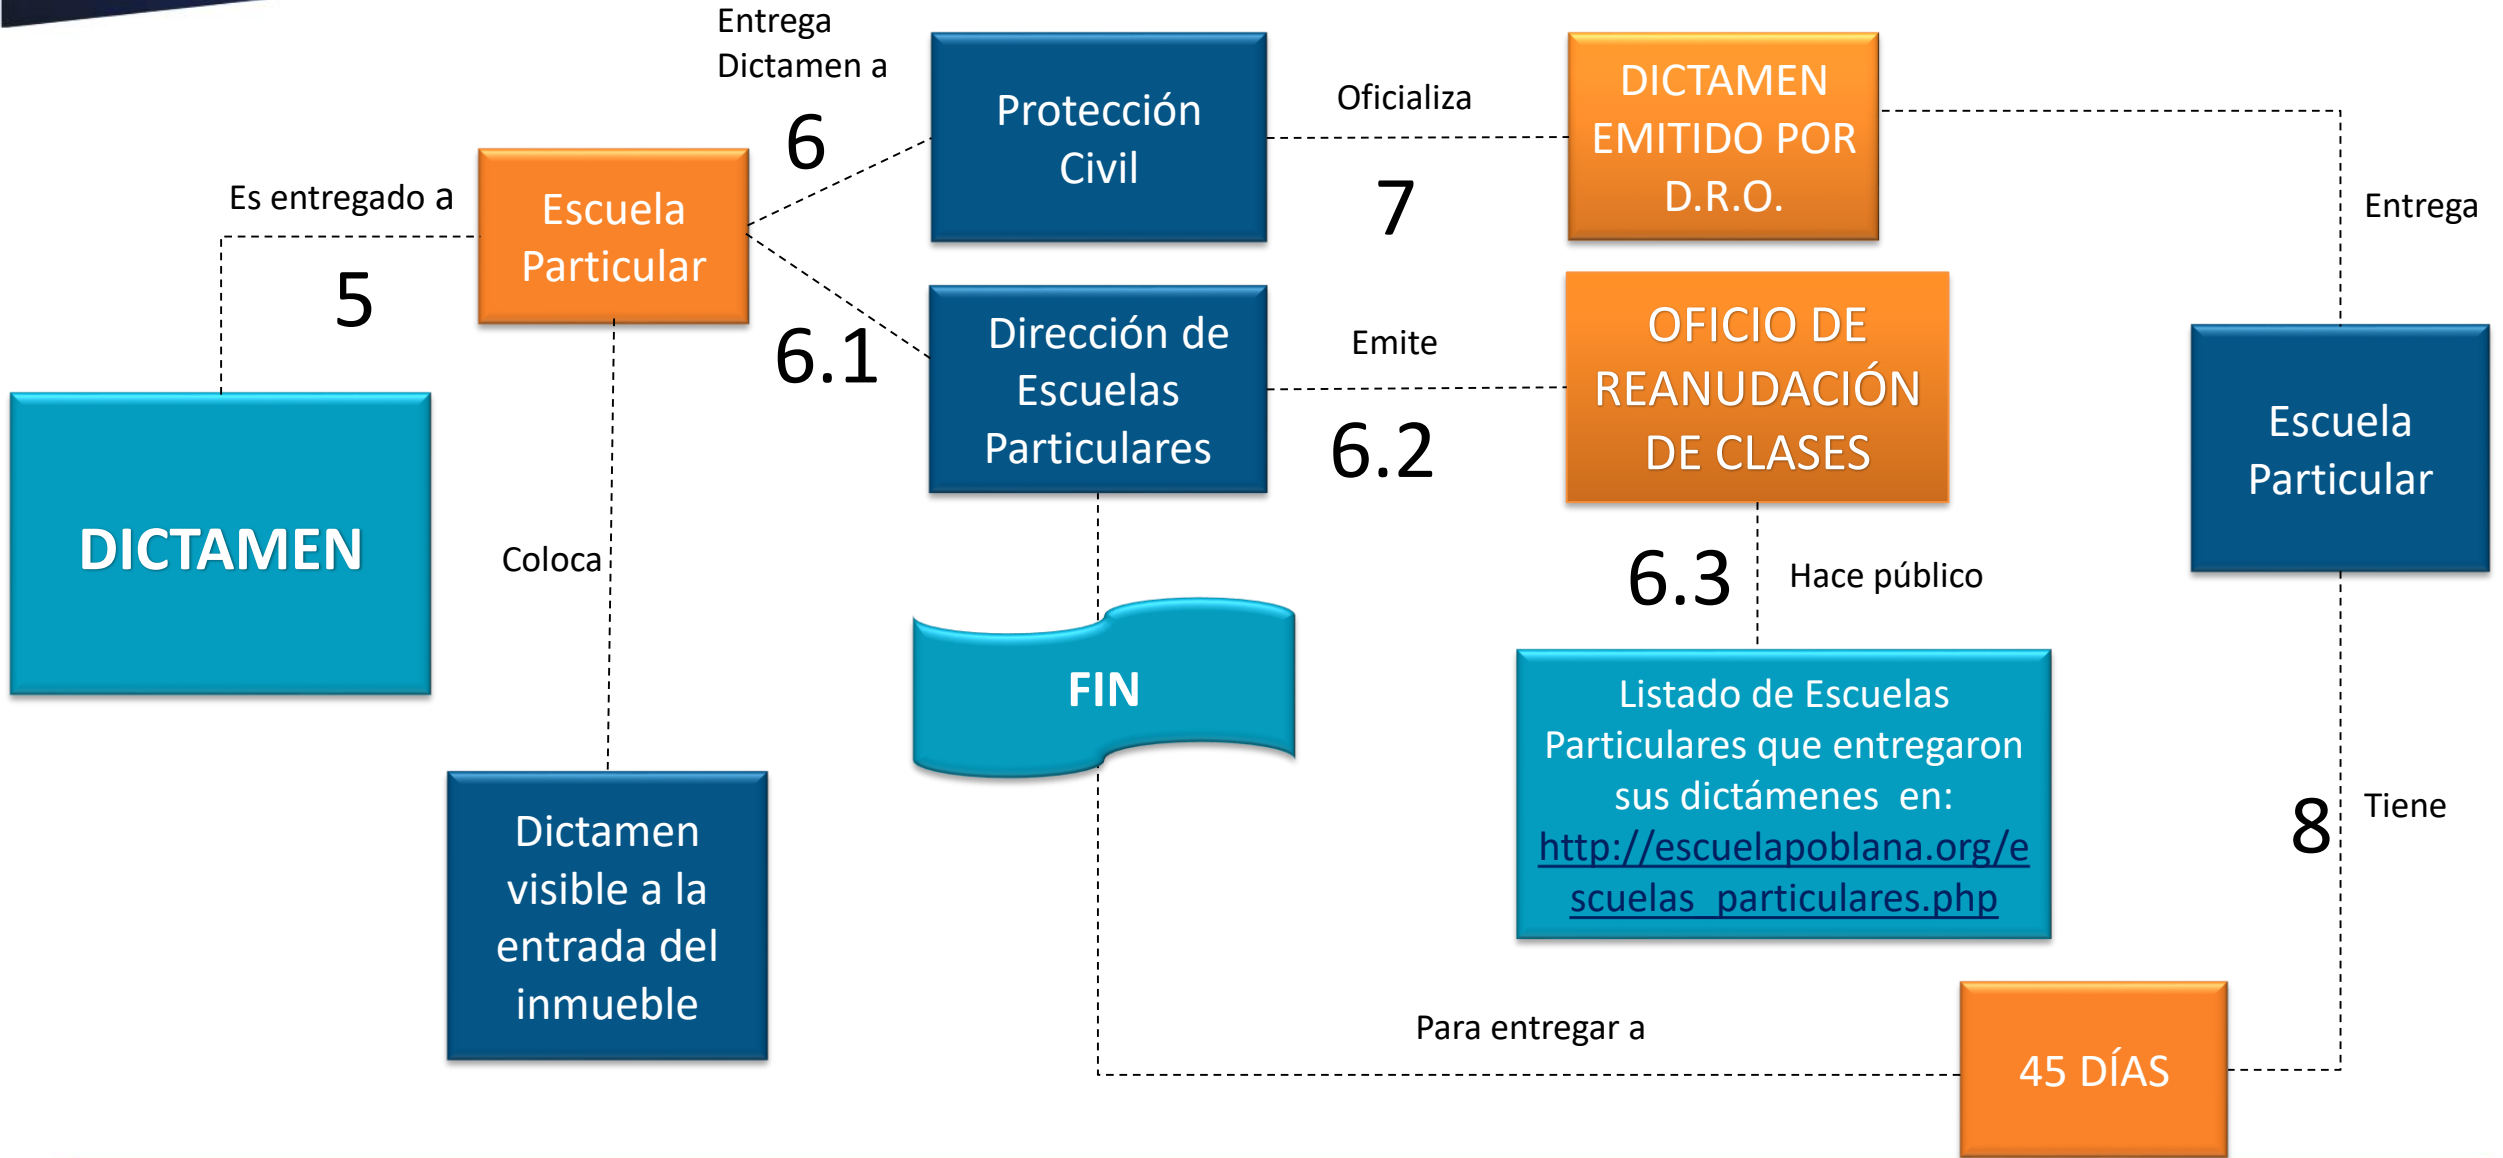 Entrega
Dictamen a
6
Protección
Civil
Oficializa
7
DICTAMEN
EMITIDO POR
D.R.O.
Entrega
Es entregado a
5
Escuela
Particular
6.1
Dirección de
Escuelas
Particulares
Emite
6.2
OFICIO DE
REANUDACIÓN
DE CLASES
Escuela
Particular
DICTAMEN
Coloca
6.3
Hace público
FIN
Listado de Escuelas
Particulares que entregaron
sus dictámenes en:
http://escuelapoblana.org/e
scuelas_particulares.php
8
Tiene
Dictamen
visible a la
entrada del
inmueble
Para entregar a
45 DÍAS